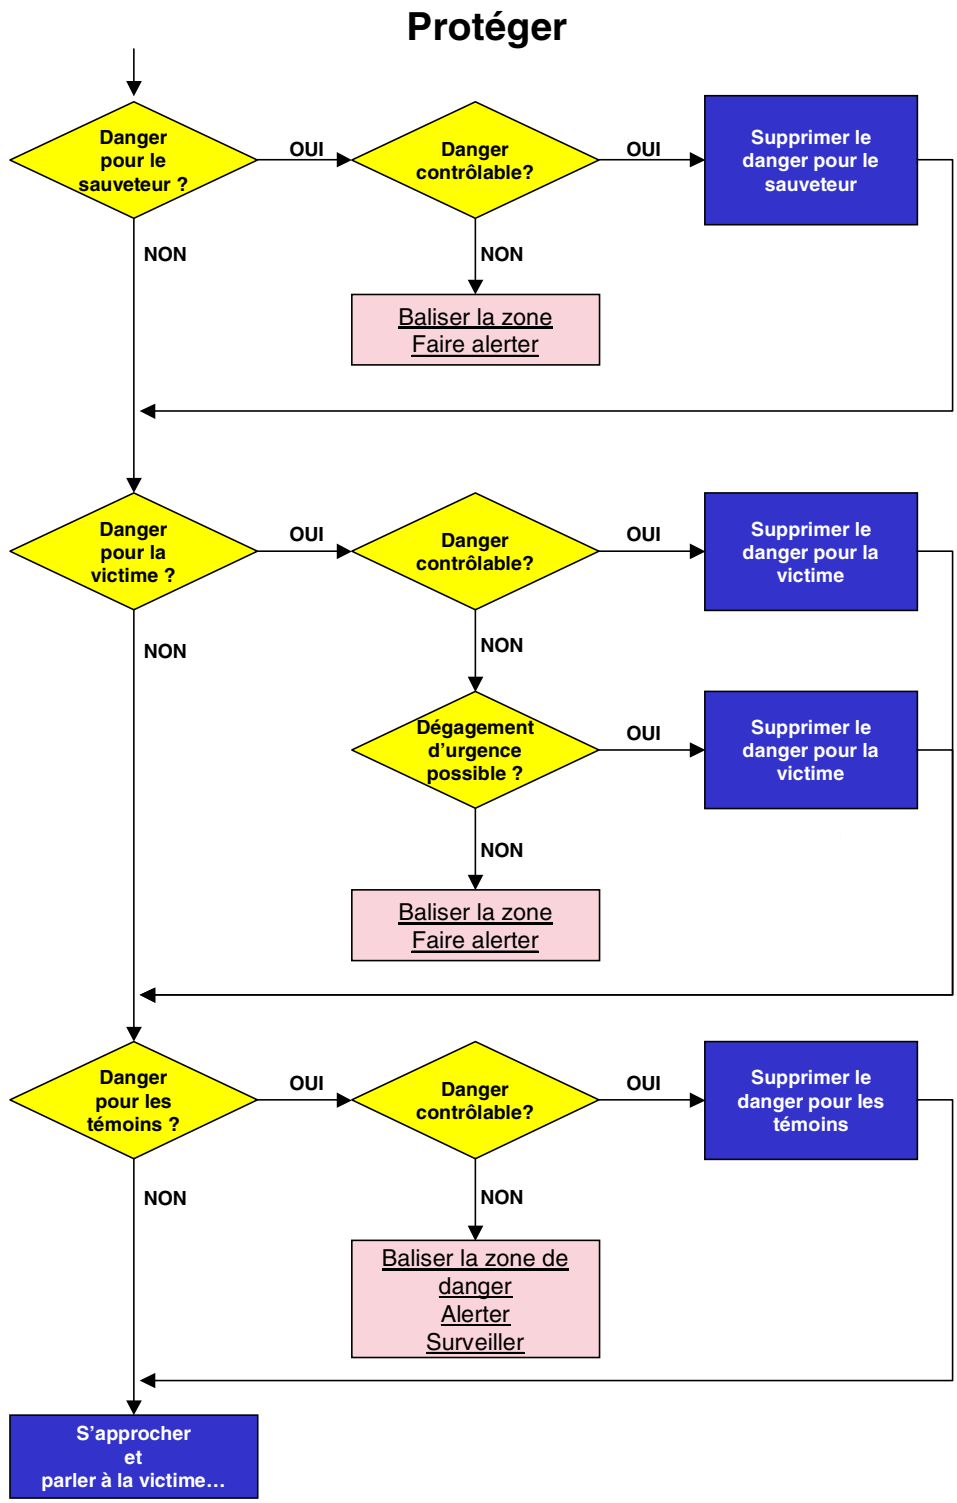 Protéger
Danger
pour le
sauveteur ?
OUI
Danger
contrôlable?
OUI
Supprimer le
danger pour le
sauveteur
NON
NON
Baliser la zone
Faire alerter
Danger
pour la
victime ?
OUI
Danger
contrôlable?
OUI
Supprimer le
danger pour la
victime
NON
NON
Dégagement
d'urgence
possible ?
OUI
Supprimer le
danger pour la
victime
NON
Baliser la zone
Faire alerter
Danger
pour les
témoins ?
OUI
Danger
contrôlable?
OUI
Supprimer le
danger pour les
témoins
NON
NON
Baliser la zone de
danger
Alerter
Surveiller
S'approcher
et
parler à la victime…